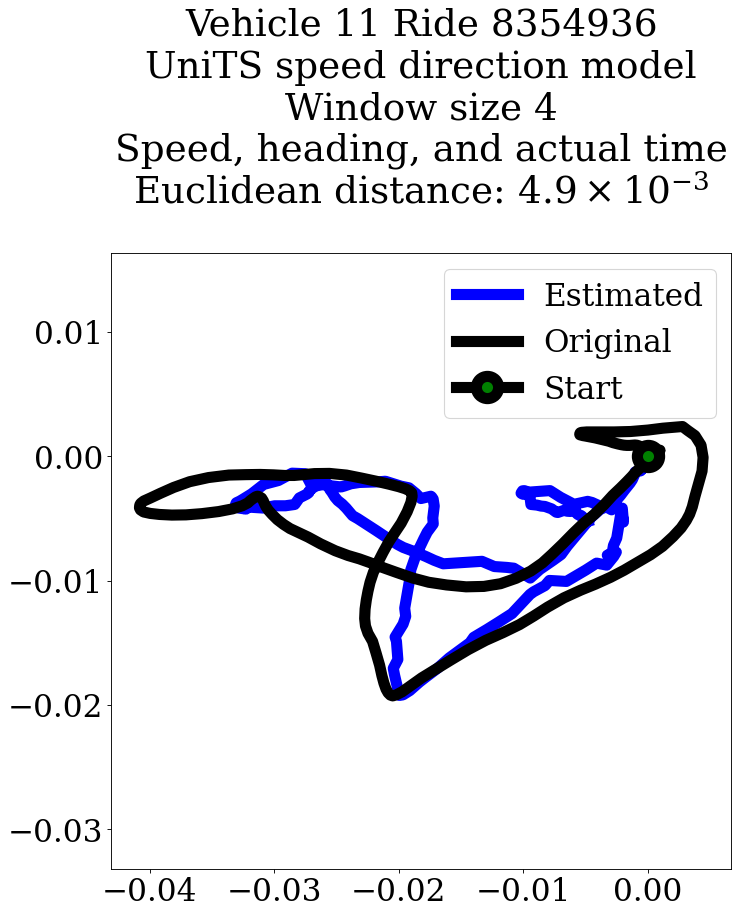 Vehicle 11 Ride 8354936
UniTS speed direction model
Window size 4
Speed, heading, and actual time
Euclidean distance: 4.9 × 10⁻³
Estimated
Original
Start
0.01
0.00
−0.01
−0.02
−0.03
−0.04 −0.03 −0.02 −0.01 0.00